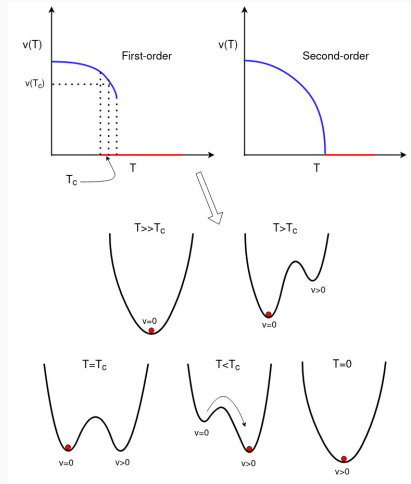 v(T)
First-order
v(T_c)
T
T_c
v(T)
Second-order
T>>T_c
v=0
T>T_c
v=0
v>0
T=T_c
v=0
v>0
T<T_c
v=0
v>0
T=0
v>0